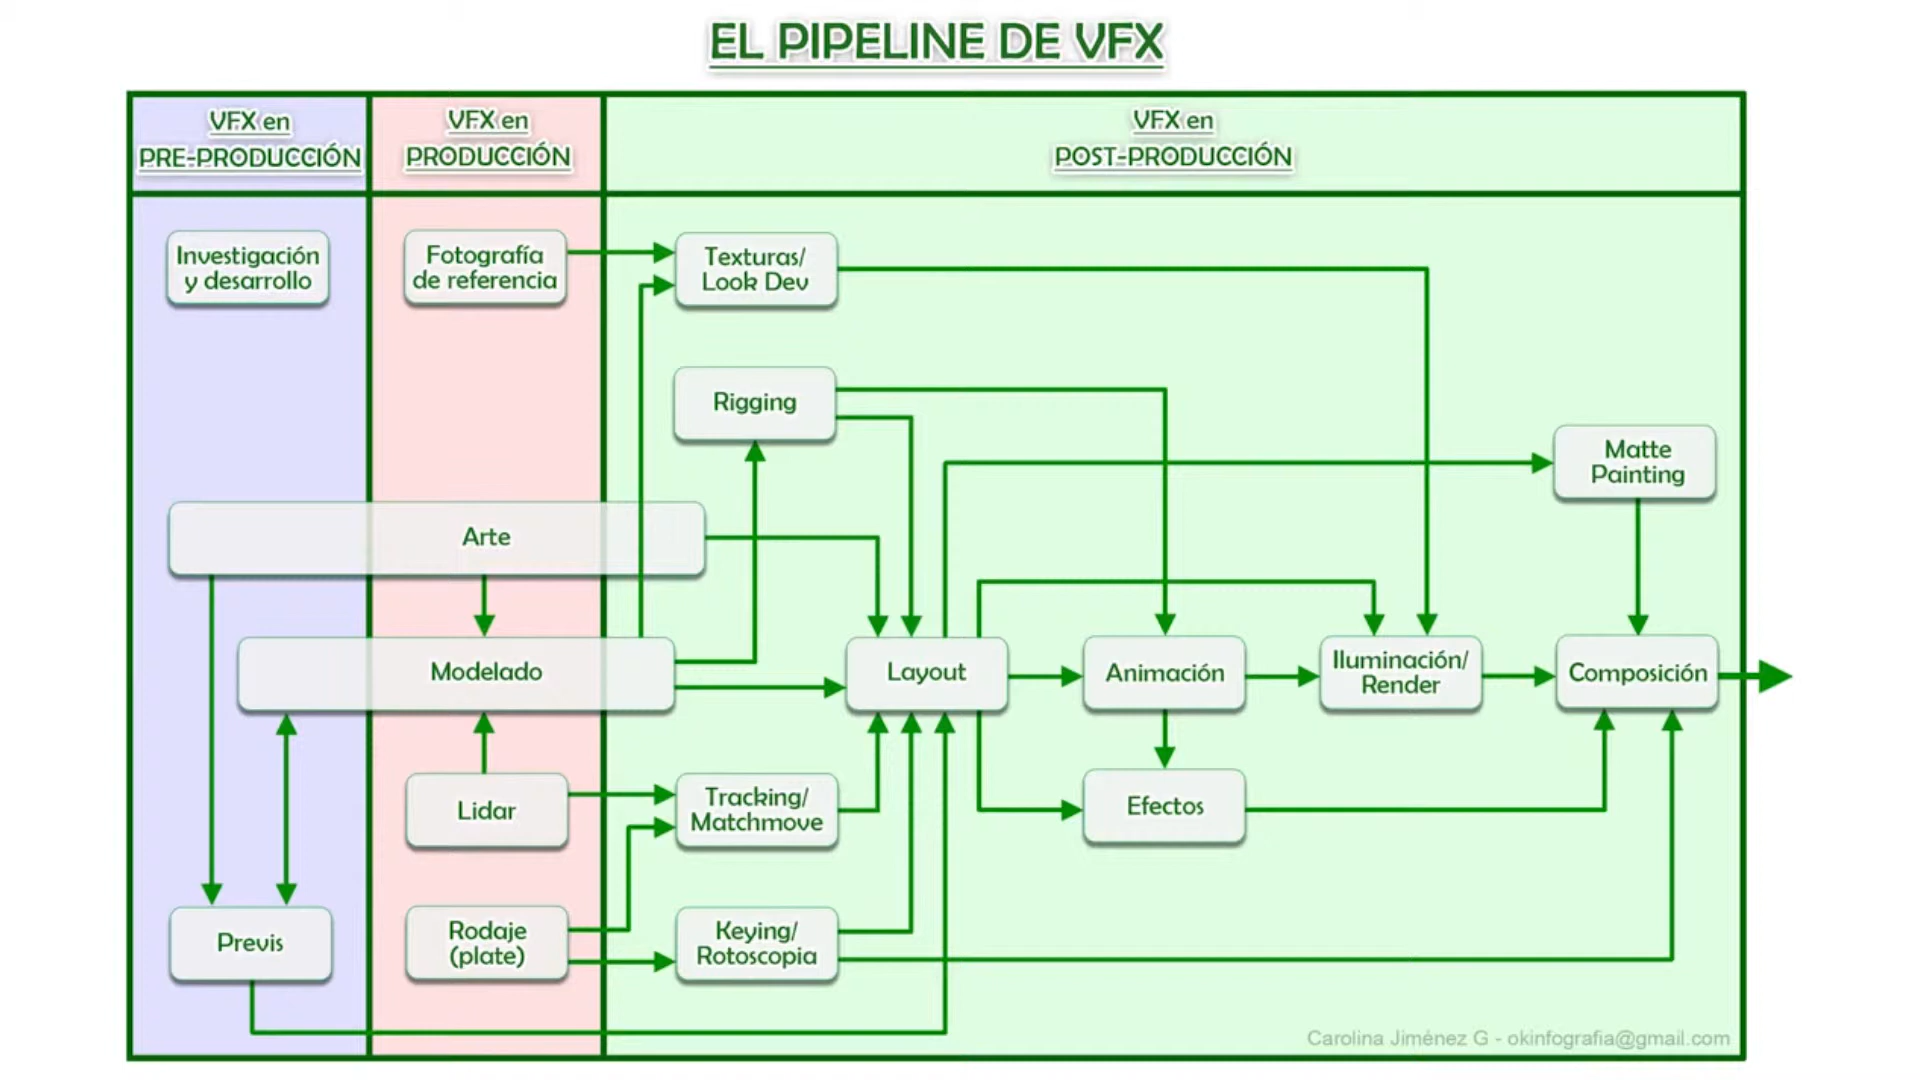 EL PIPELINE DE VFX
VFX en
PRE-PRODUCCIÓN
VFX en
PRODUCCIÓN
VFX en
POST-PRODUCCIÓN
Investigación
y desarrollo
Fotografía
de referencia
Texturas/
Look Dev
Rigging
Matte
Painting
Arte
Modelado
Layout
Animación
Iluminación/
Render
Composición
Lidar
Tracking/
Matchmove
Efectos
Previs
Rodaje
(plate)
Keying/
Rotoscopia
Carolina Jiménez G - okinfografia@gmail.com